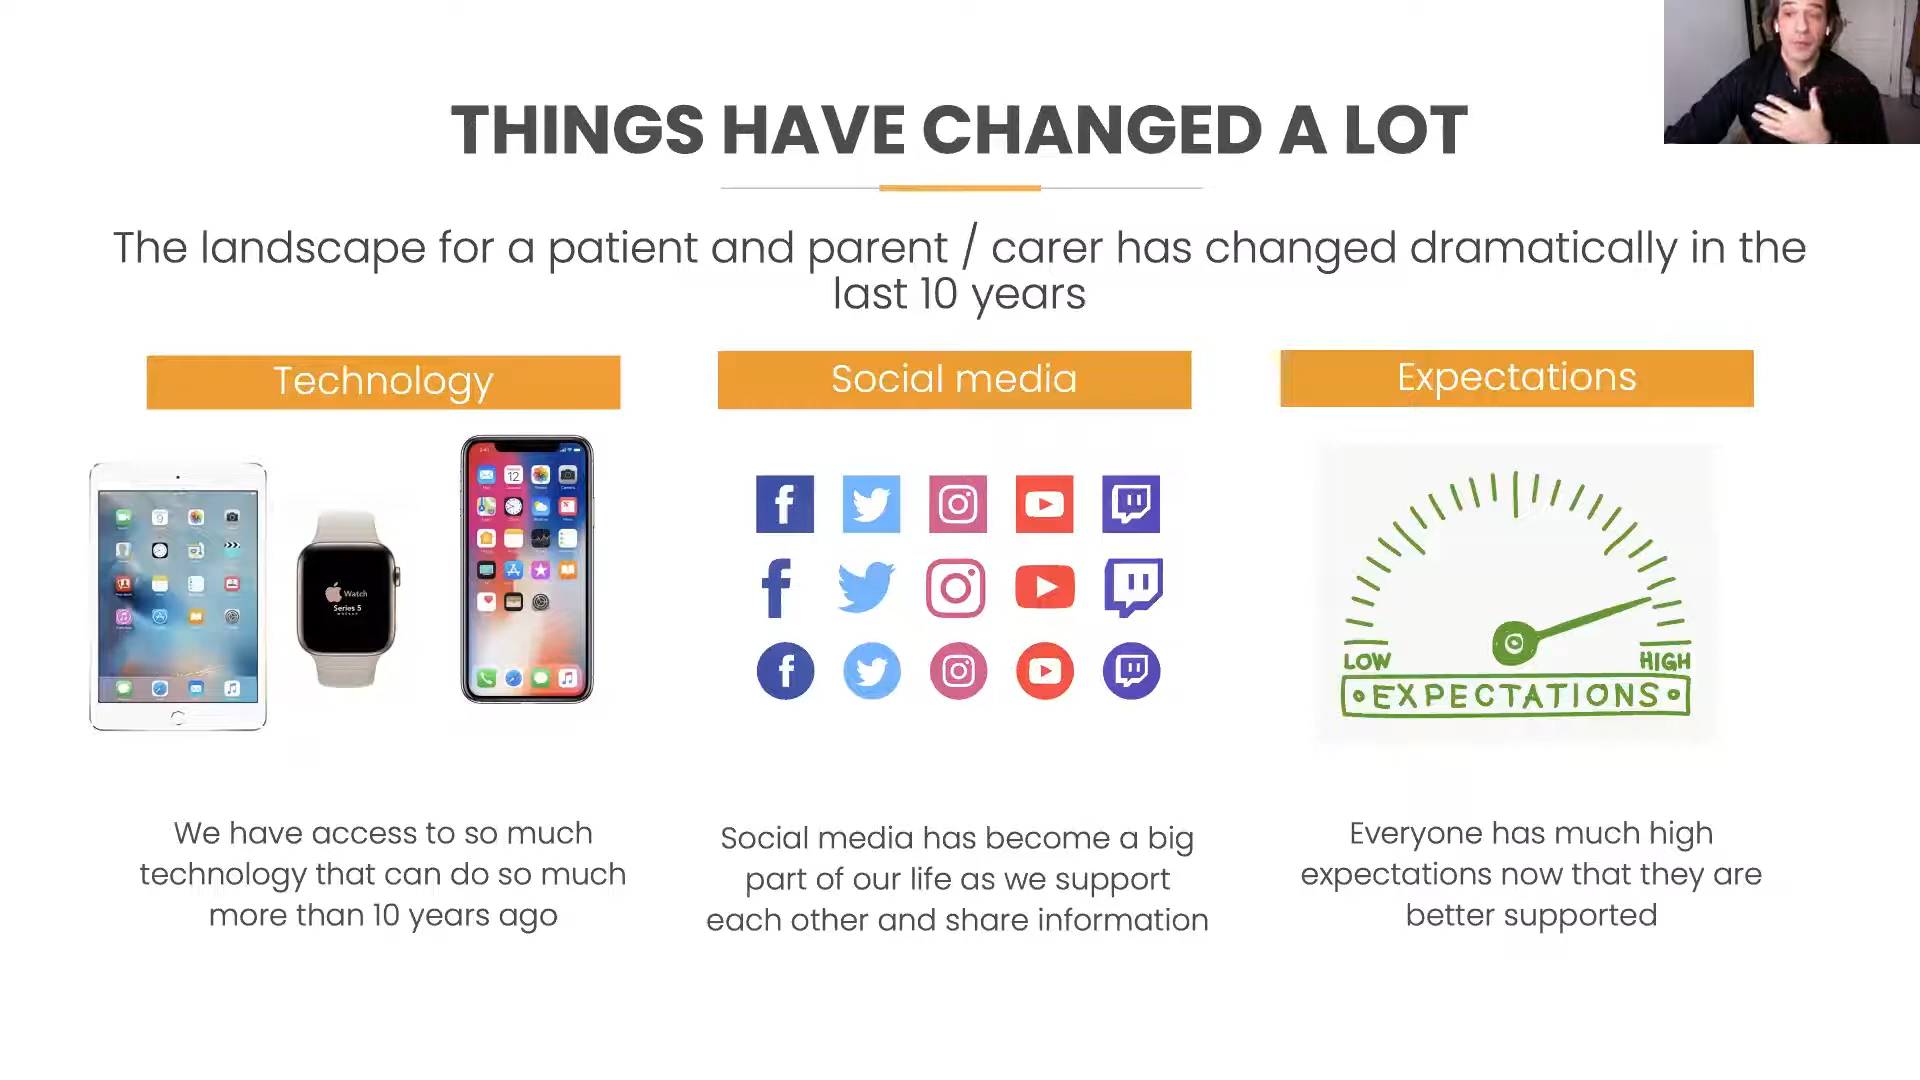 THINGS HAVE CHANGED A LOT
The landscape for a patient and parent / carer has changed dramatically in the
last 10 years
Technology
Social media
Expectations
Watch
Series 5
LOW
HIGH
EXPECTATIONS
We have access to so much
technology that can do so much
more than 10 years ago
Social media has become a big
part of our life as we support
each other and share information
Everyone has much high
expectations now that they are
better supported